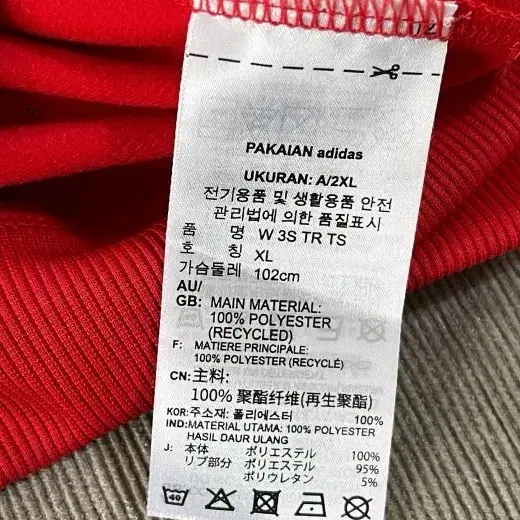 PAKAIAN adidas
UKURAN: A/2XL
전기용품 및 생활용품 안전
관리법에 의한 품질표시
품 명 W 3S TR TS
호 칭 XL
가슴둘레 102cm
AU/
GB: MAIN MATERIAL:
100% POLYESTER
(RECYCLED)
F: MATIERE PRINCIPALE:
100% POLYESTER (RECYCLÉ)
CN: 主料:
100% 聚酯纤维(再生聚酯)
KOR: 주소재: 폴리에스터 100%
IND: MATERIAL UTAMA: 100% POLYESTER
HASIL DAUR ULANG
J: 本体 ポリエステル 100%
リブ部分 ポリエステル 95%
ポリウレタン 5%
40